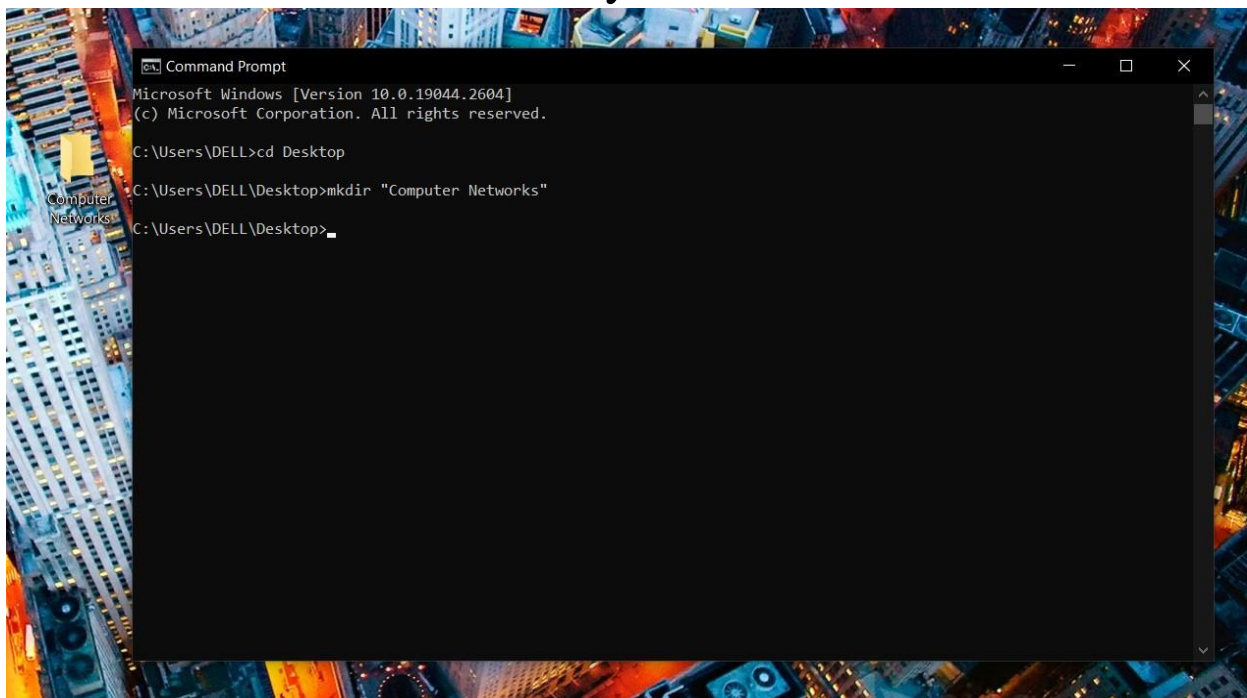 Command Prompt
Microsoft Windows [Version 10.0.19044.2604]
(c) Microsoft Corporation. All rights reserved.
C:\Users\DELL>cd Desktop
C:\Users\DELL\Desktop>mkdir "Computer Networks"
C:\Users\DELL\Desktop>
Computer
Networks